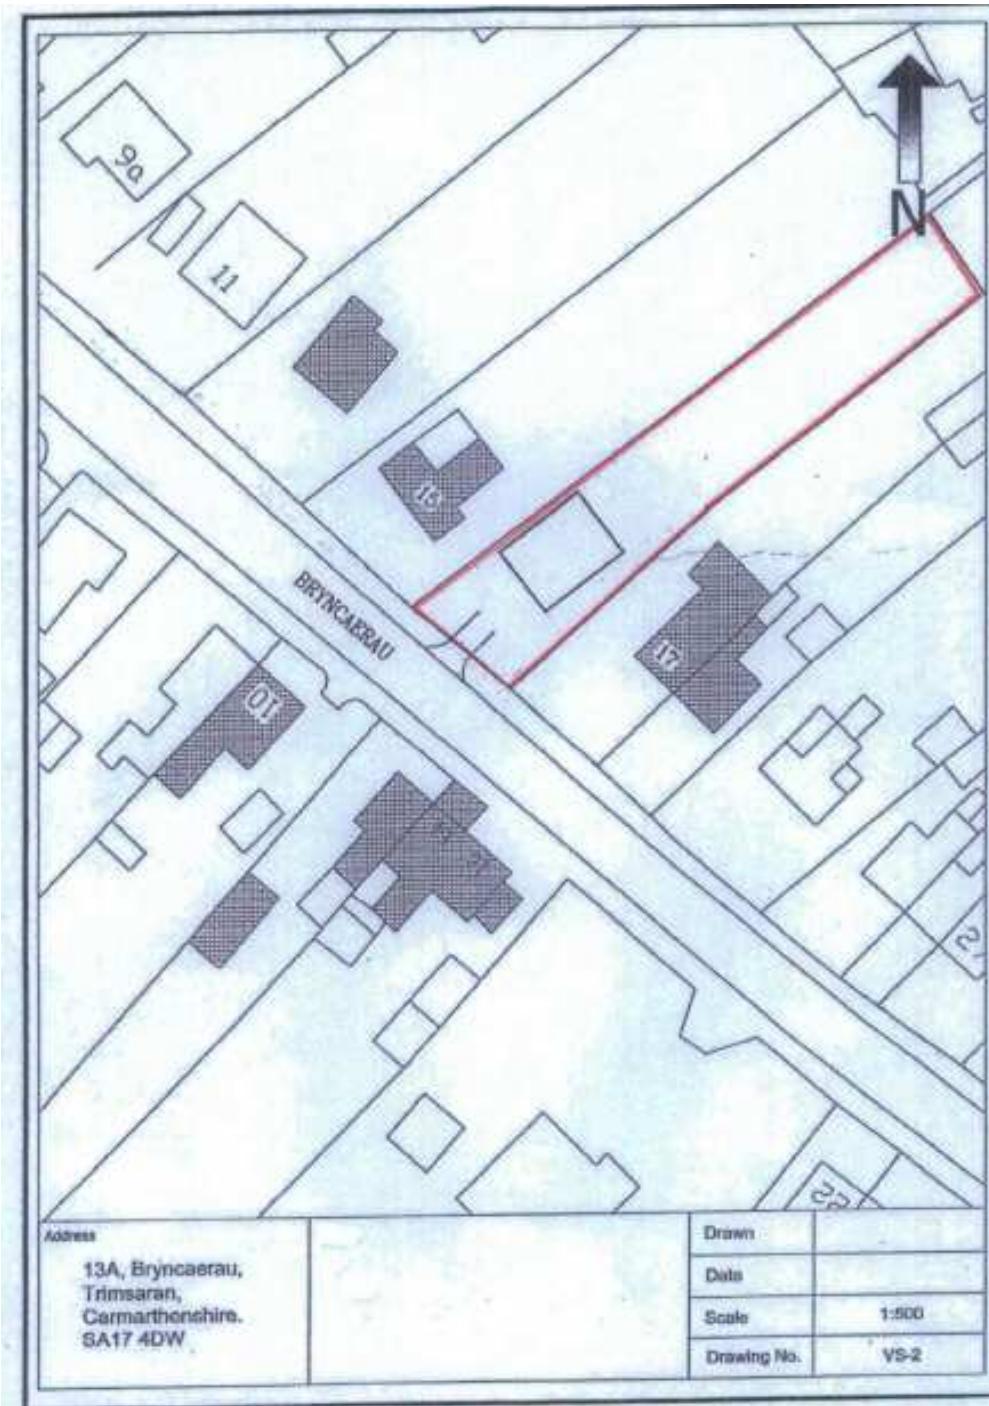 9a
11
N
15
BRYNCAERAU
17
10
Address
13A, Bryncaerau,
Trimsaran,
Carmarthenshire.
SA17 4DW
Drawn
Date
Scale 1:500
Drawing No. VS-2